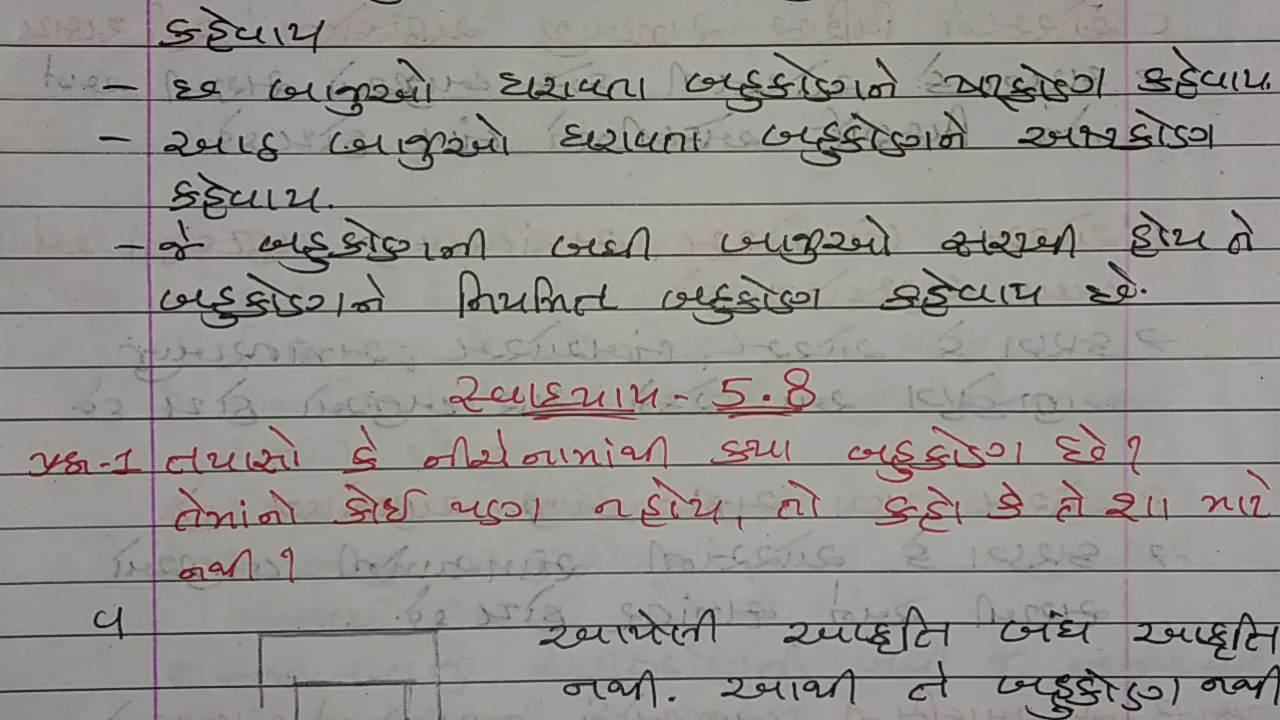 કહેવાય
- છ બાજુઓ ધરાવતા બહુકોણને ષટ્કોણ કહેવાય.
- આઠ બાજુઓ ધરાવતા બહુકોણને અષ્ટકોણ
કહેવાય.
- જે બહુકોણની બધી બાજુઓ સરખી હોય તે
બહુકોણને નિયમિત બહુકોણ કહેવાય છે.
સ્વાધ્યાય - 5.8
પ્રશ્ન-1 તપાસો કે નીચેનામાંથી કયા બહુકોણ છે?
તેમાંનો કોઈ પણ ન હોય, તો કહો કે તે શા માટે
નથી?
૧ આપેલી આકૃતિ બંધ આકૃતિ
નથી. આથી તે બહુકોણ નથી